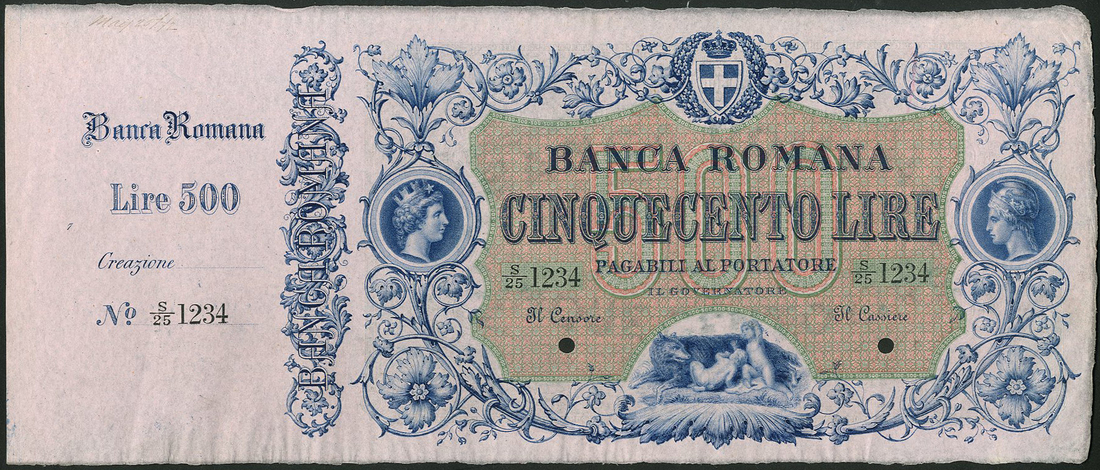 Banca Romana
Lire 500
Creazione
Nº S/25 1234
BANCA ROMANA
BANCA ROMANA
500
CINQUECENTO LIRE
PAGABILI AL PORTATORE
S/25 1234
S/25 1234
IL GOVERNATORE
Il Censore
Il Cassiere